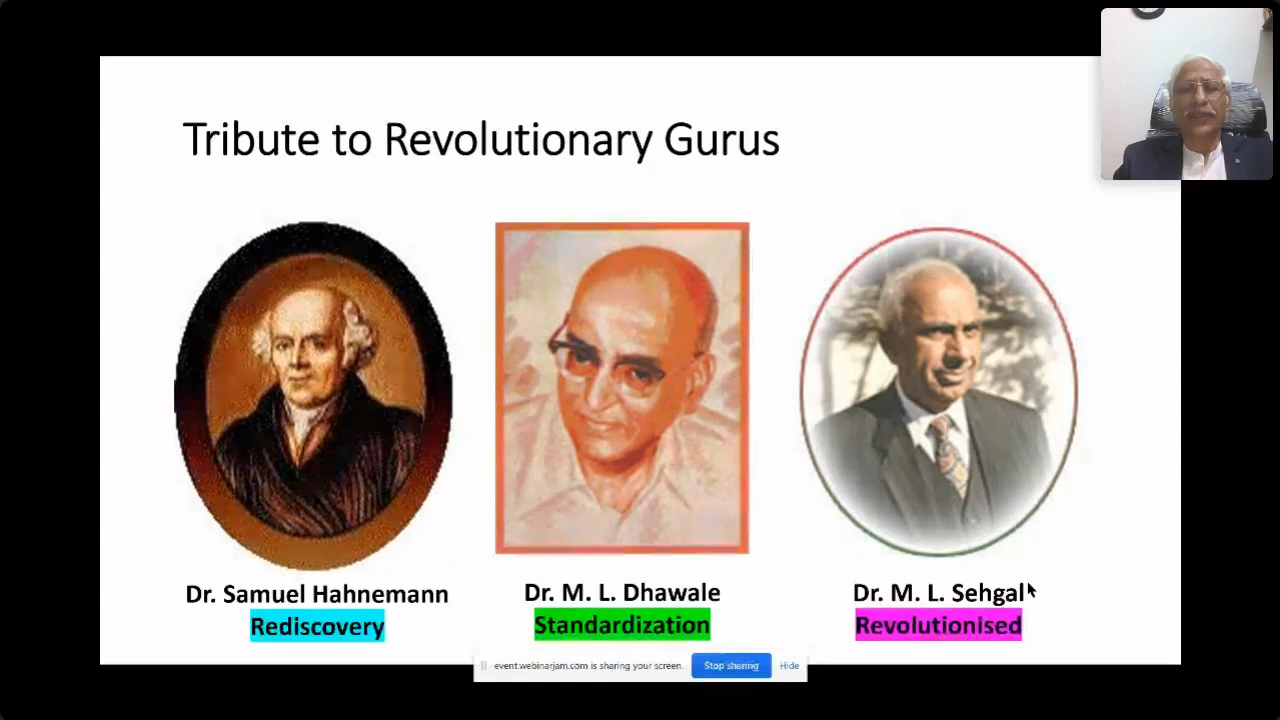 Tribute to Revolutionary Gurus
Dr. Samuel Hahnemann
Rediscovery
Dr. M. L. Dhawale
Standardization
Dr. M. L. Sehgal
Revolutionised
event.webinarjam.com is sharing your screen.
Stop sharing
Hide